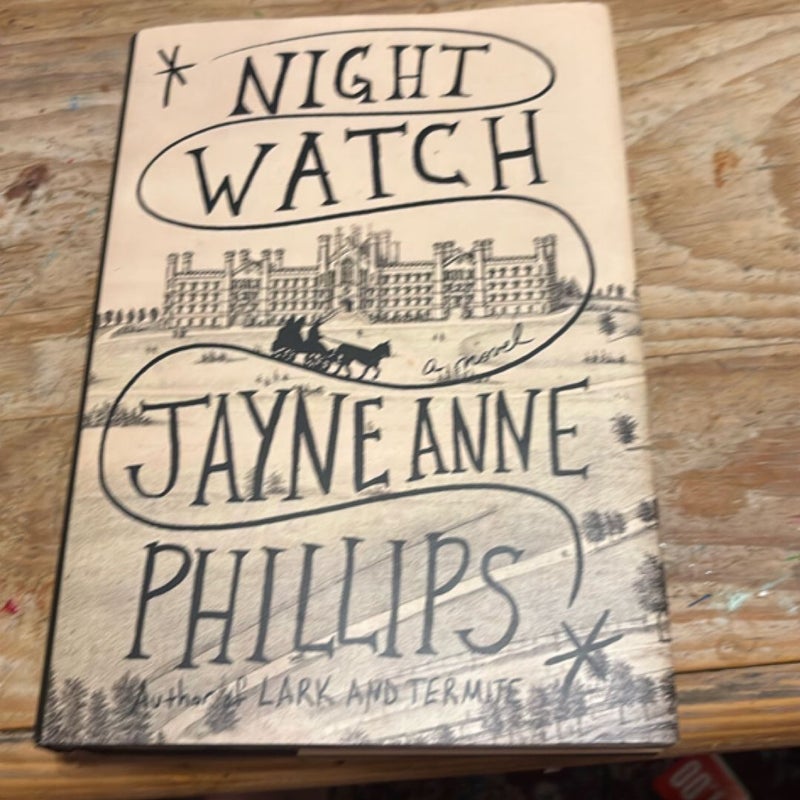 NIGHT
WATCH
a novel
JAYNE ANNE
PHILLIPS
Author of LARK AND TERMITE